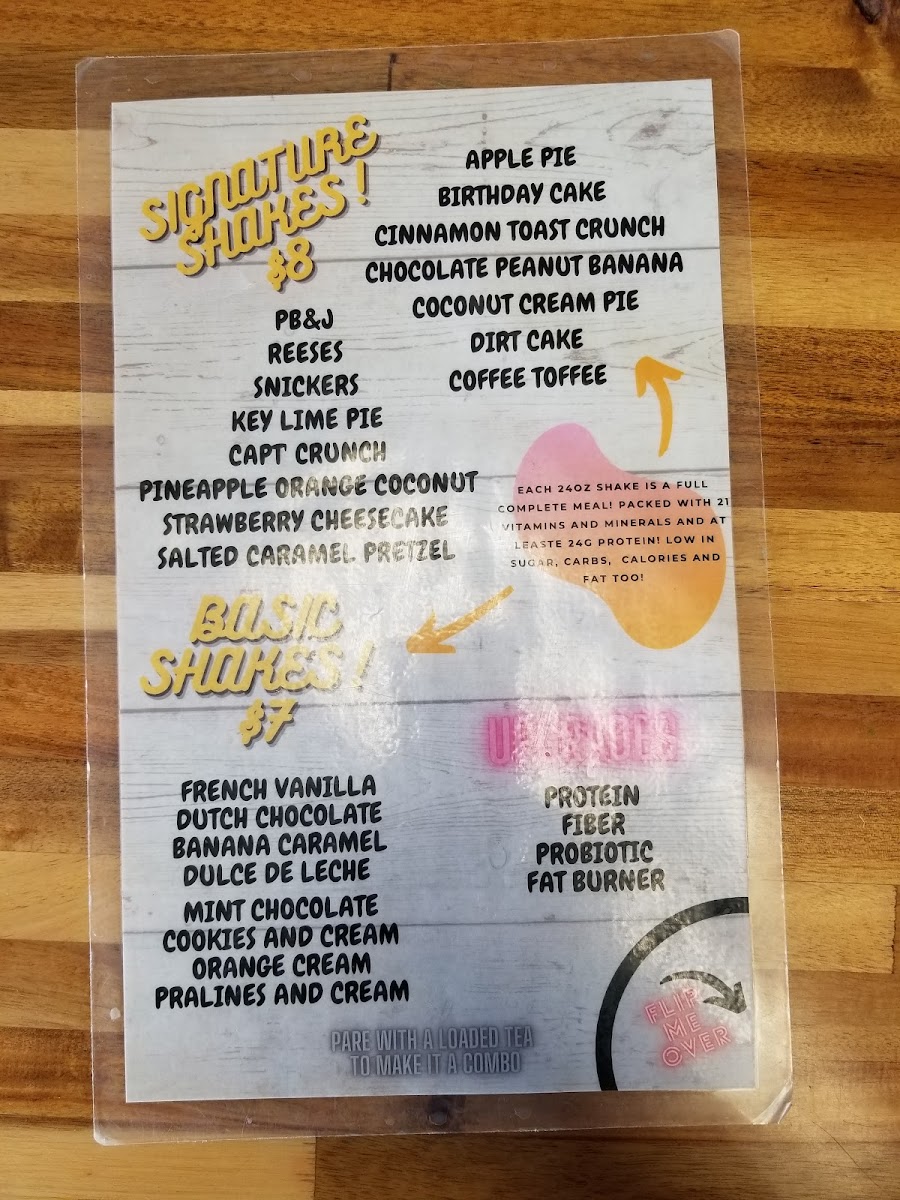 SIGNATURE
SHAKES!
$8
PB&J
REESES
SNICKERS
KEY LIME PIE
CAPT CRUNCH
PINEAPPLE ORANGE COCONUT
STRAWBERRY CHEESECAKE
SALTED CARAMEL PRETZEL
APPLE PIE
BIRTHDAY CAKE
CINNAMON TOAST CRUNCH
CHOCOLATE PEANUT BANANA
COCONUT CREAM PIE
DIRT CAKE
COFFEE TOFFEE
EACH 24OZ SHAKE IS A FULL
COMPLETE MEAL! PACKED WITH 21
VITAMINS AND MINERALS AND AT
LEASTE 24G PROTEIN! LOW IN
SUGAR, CARBS, CALORIES AND
FAT TOO!
BASIC
SHAKES!
$7
FRENCH VANILLA
DUTCH CHOCOLATE
BANANA CARAMEL
DULCE DE LECHE
MINT CHOCOLATE
COOKIES AND CREAM
ORANGE CREAM
PRALINES AND CREAM
UPGRADES
PROTEIN
FIBER
PROBIOTIC
FAT BURNER
PARE WITH A LOADED TEA
TO MAKE IT A COMBO
FLIP
ME
OVER